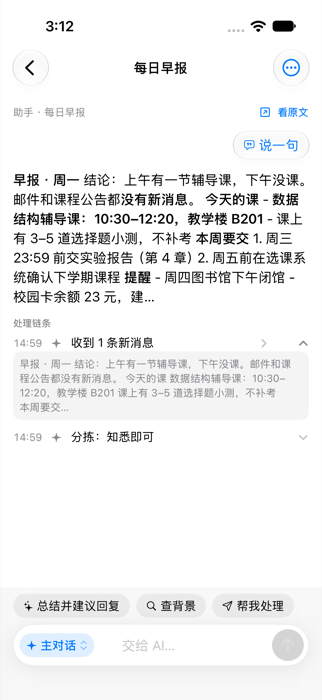 3:12
每日早报
助手 · 每日早报
看原文
说一句
早报 · 周一 结论：上午有一节辅导课，下午没课。
邮件和课程公告都没有新消息。 今天的课 - 数据
结构辅导课：10:30–12:20，教学楼 B201 - 课上
有 3–5 道选择题小测，不补考 本周要交 1. 周三
23:59 前交实验报告（第 4 章）2. 周五前在选课系
统确认下学期课程 提醒 - 周四图书馆下午闭馆 -
校园卡余额 23 元，建...
处理链条
14:59 收到 1 条新消息
早报 · 周一 结论：上午有一节辅导课，下午没课。邮件和课
程公告都没有新消息。 今天的课 数据结构辅导课：10:30–
12:20，教学楼 B201 课上有 3–5 道选择题小测，不补考
本周要交...
14:59 分拣：知悉即可
总结并建议回复
查背景
帮我处理
主对话
交给 AI...